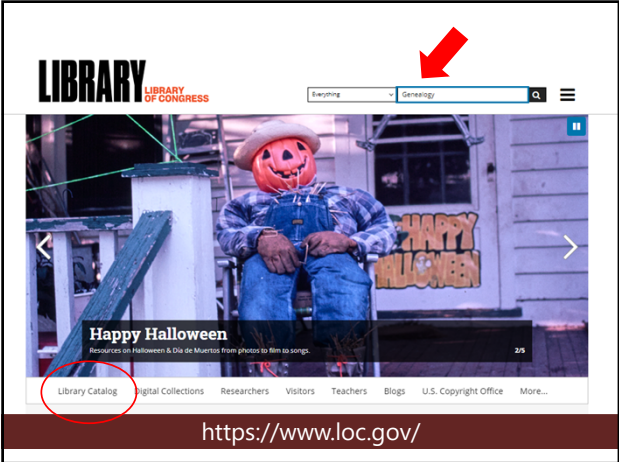 LIBRARY
LIBRARY
OF CONGRESS
Everything
Genealogy
HAPPY
HALLOWEEN
Happy Halloween
Resources on Halloween & Día de Muertos from photos to film to songs.
2/5
Library Catalog
Digital Collections
Researchers
Visitors
Teachers
Blogs
U.S. Copyright Office
More...
https://www.loc.gov/